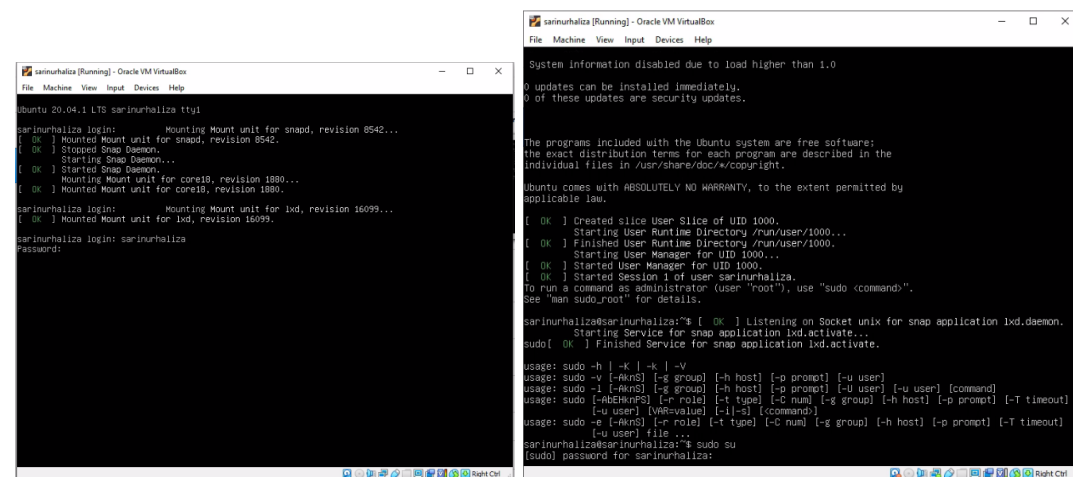 sarinurhaliza [Running] - Oracle VM VirtualBox
File Machine View Input Devices Help
Ubuntu 20.04.1 LTS sarinurhaliza tty1
sarinurhaliza login: Mounting Mount unit for snapd, revision 8542...
[ OK ] Mounted Mount unit for snapd, revision 8542.
[ OK ] Stopped Snap Daemon.
Starting Snap Daemon...
[ OK ] Started Snap Daemon.
Mounting Mount unit for core18, revision 1880...
[ OK ] Mounted Mount unit for core18, revision 1880.
sarinurhaliza login: Mounting Mount unit for lxd, revision 16099...
[ OK ] Mounted Mount unit for lxd, revision 16099.
sarinurhaliza login: sarinurhaliza
Password:
Right Ctrl
sarinurhaliza [Running] - Oracle VM VirtualBox
File Machine View Input Devices Help
System information disabled due to load higher than 1.0
0 updates can be installed immediately.
0 of these updates are security updates.
The programs included with the Ubuntu system are free software;
the exact distribution terms for each program are described in the
individual files in /usr/share/doc/*/copyright.
Ubuntu comes with ABSOLUTELY NO WARRANTY, to the extent permitted by
applicable law.
[ OK ] Created slice User Slice of UID 1000.
Starting User Runtime Directory /run/user/1000...
[ OK ] Finished User Runtime Directory /run/user/1000.
Starting User Manager for UID 1000...
[ OK ] Started User Manager for UID 1000.
[ OK ] Started Session 1 of user sarinurhaliza.
To run a command as administrator (user "root"), use "sudo <command>".
See "man sudo_root" for details.
sarinurhaliza@sarinurhaliza:~$ [ OK ] Listening on Socket unix for snap application lxd.daemon.
Starting Service for snap application lxd.activate...
sudo[ OK ] Finished Service for snap application lxd.activate.
usage: sudo -h | -K | -k | -V
usage: sudo -v [-AknS] [-g group] [-h host] [-p prompt] [-u user]
usage: sudo -l [-AknS] [-g group] [-h host] [-p prompt] [-U user] [-u user] [command]
usage: sudo [-AbEHknPS] [-r role] [-t type] [-C num] [-g group] [-h host] [-p prompt] [-T timeout]
[-u user] [VAR=value] [-i|-s] [<command>]
usage: sudo -e [-AknS] [-r role] [-t type] [-C num] [-g group] [-h host] [-p prompt] [-T timeout]
[-u user] file ...
sarinurhaliza@sarinurhaliza:~$ sudo su
[sudo] password for sarinurhaliza:
Right Ctrl